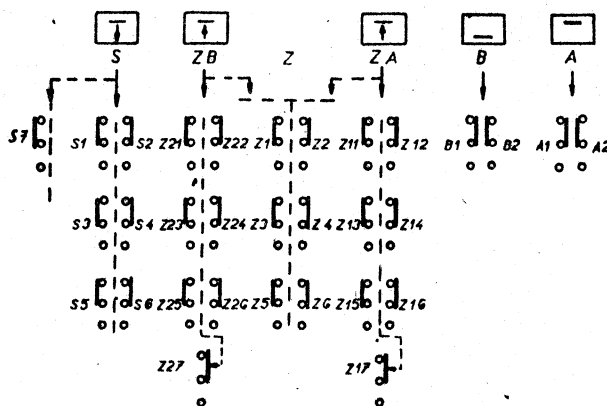 S ZB Z ZA B A
S7 S1 S2 Z21 Z22 Z1 Z2 Z11 Z12 B1 B2 A1 A2
S3 S4 Z23 Z24 Z3 Z4 Z13 Z14
S5 S6 Z25 Z26 Z5 Z6 Z15 Z16
Z27 Z17